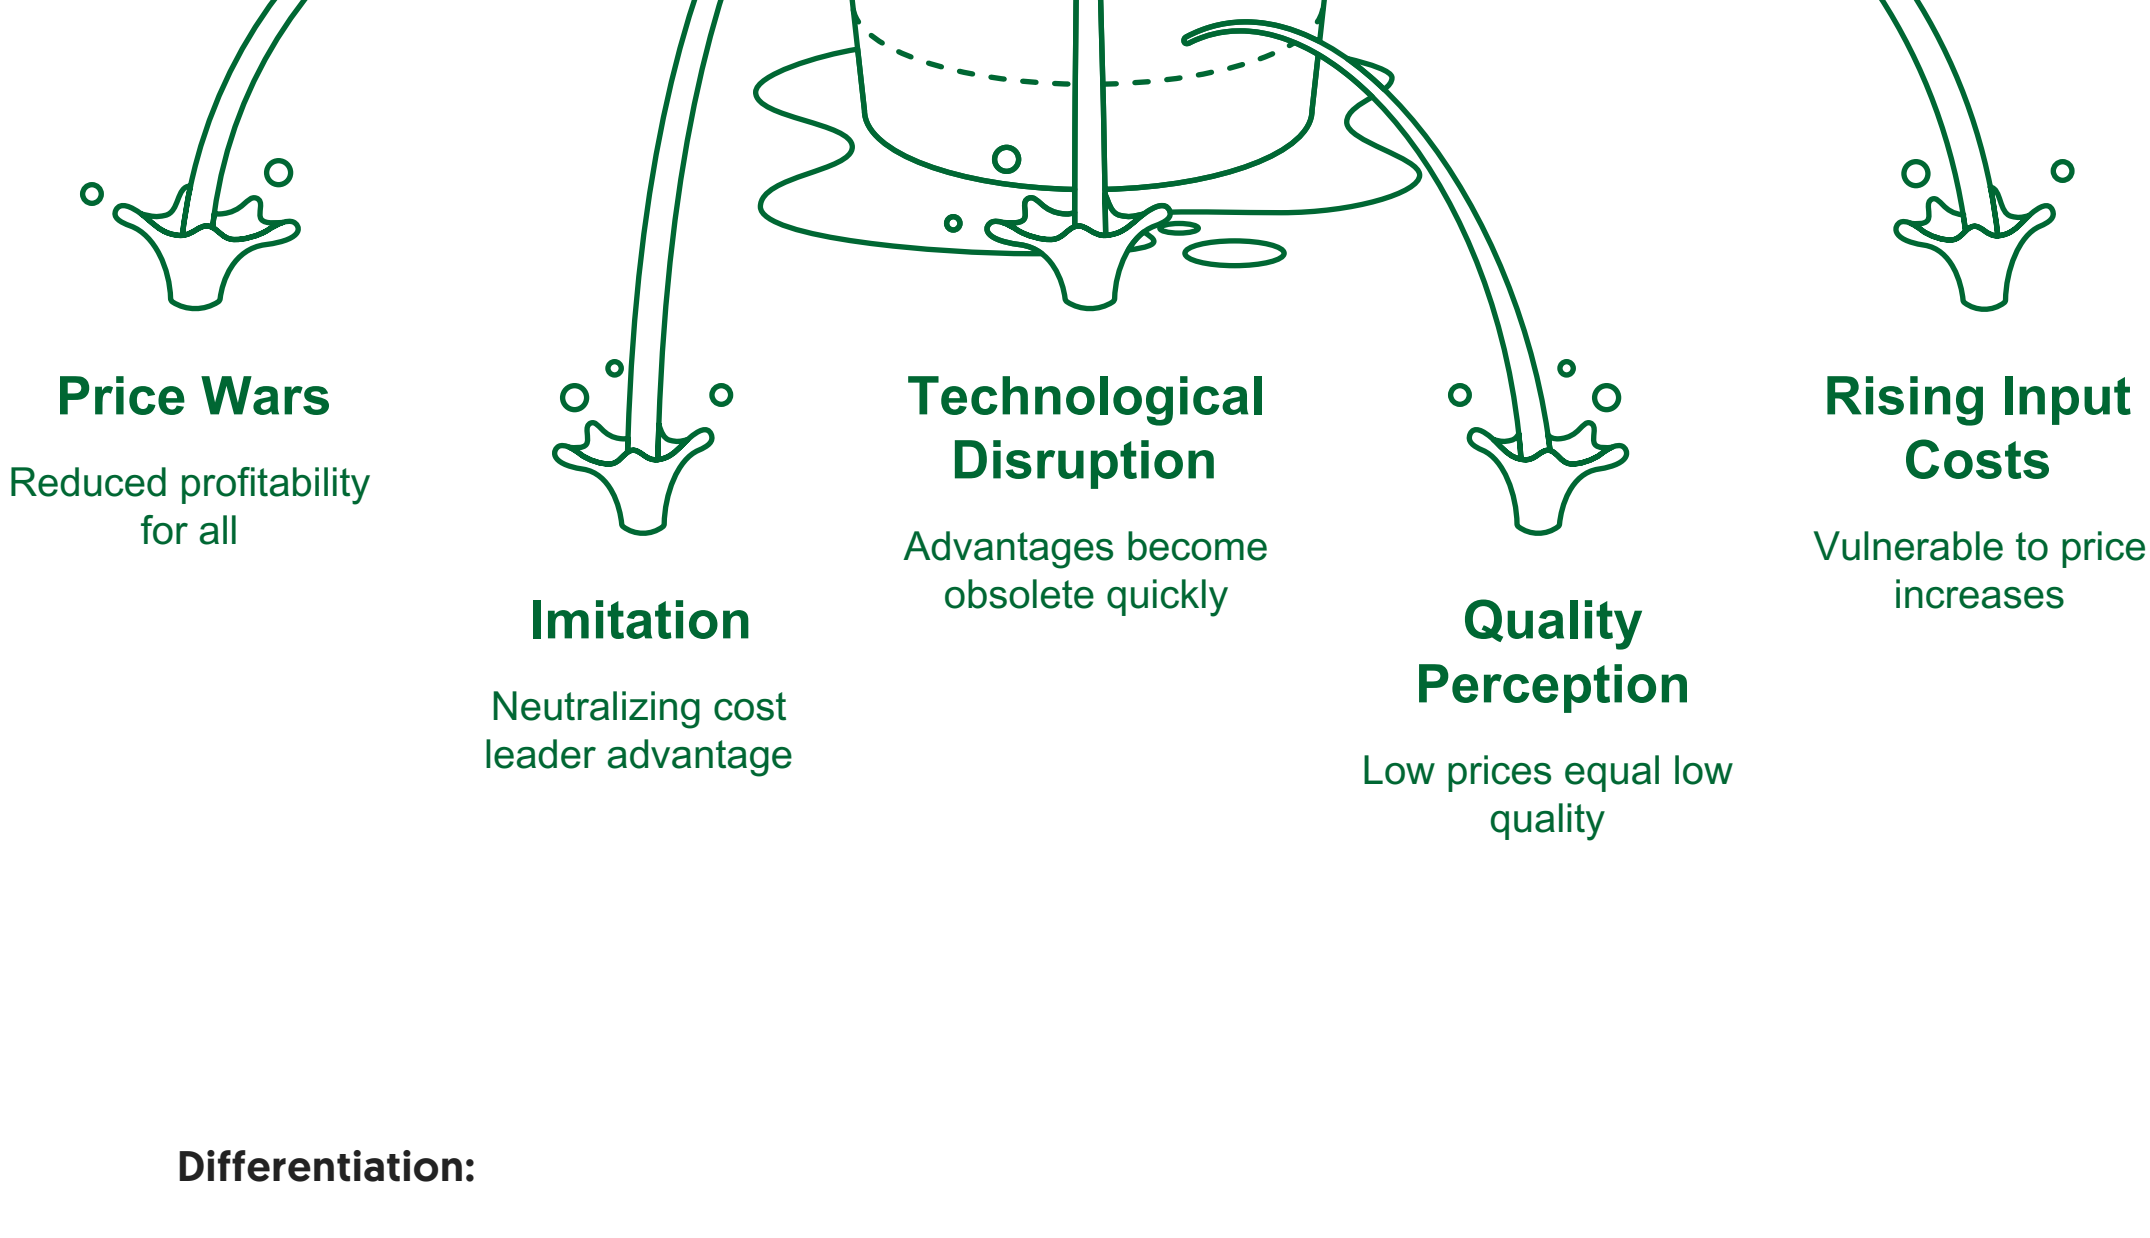 Price Wars
Reduced profitability
for all
Imitation
Neutralizing cost
leader advantage
Technological
Disruption
Advantages become
obsolete quickly
Quality
Perception
Low prices equal low
quality
Rising Input
Costs
Vulnerable to price
increases
Differentiation: